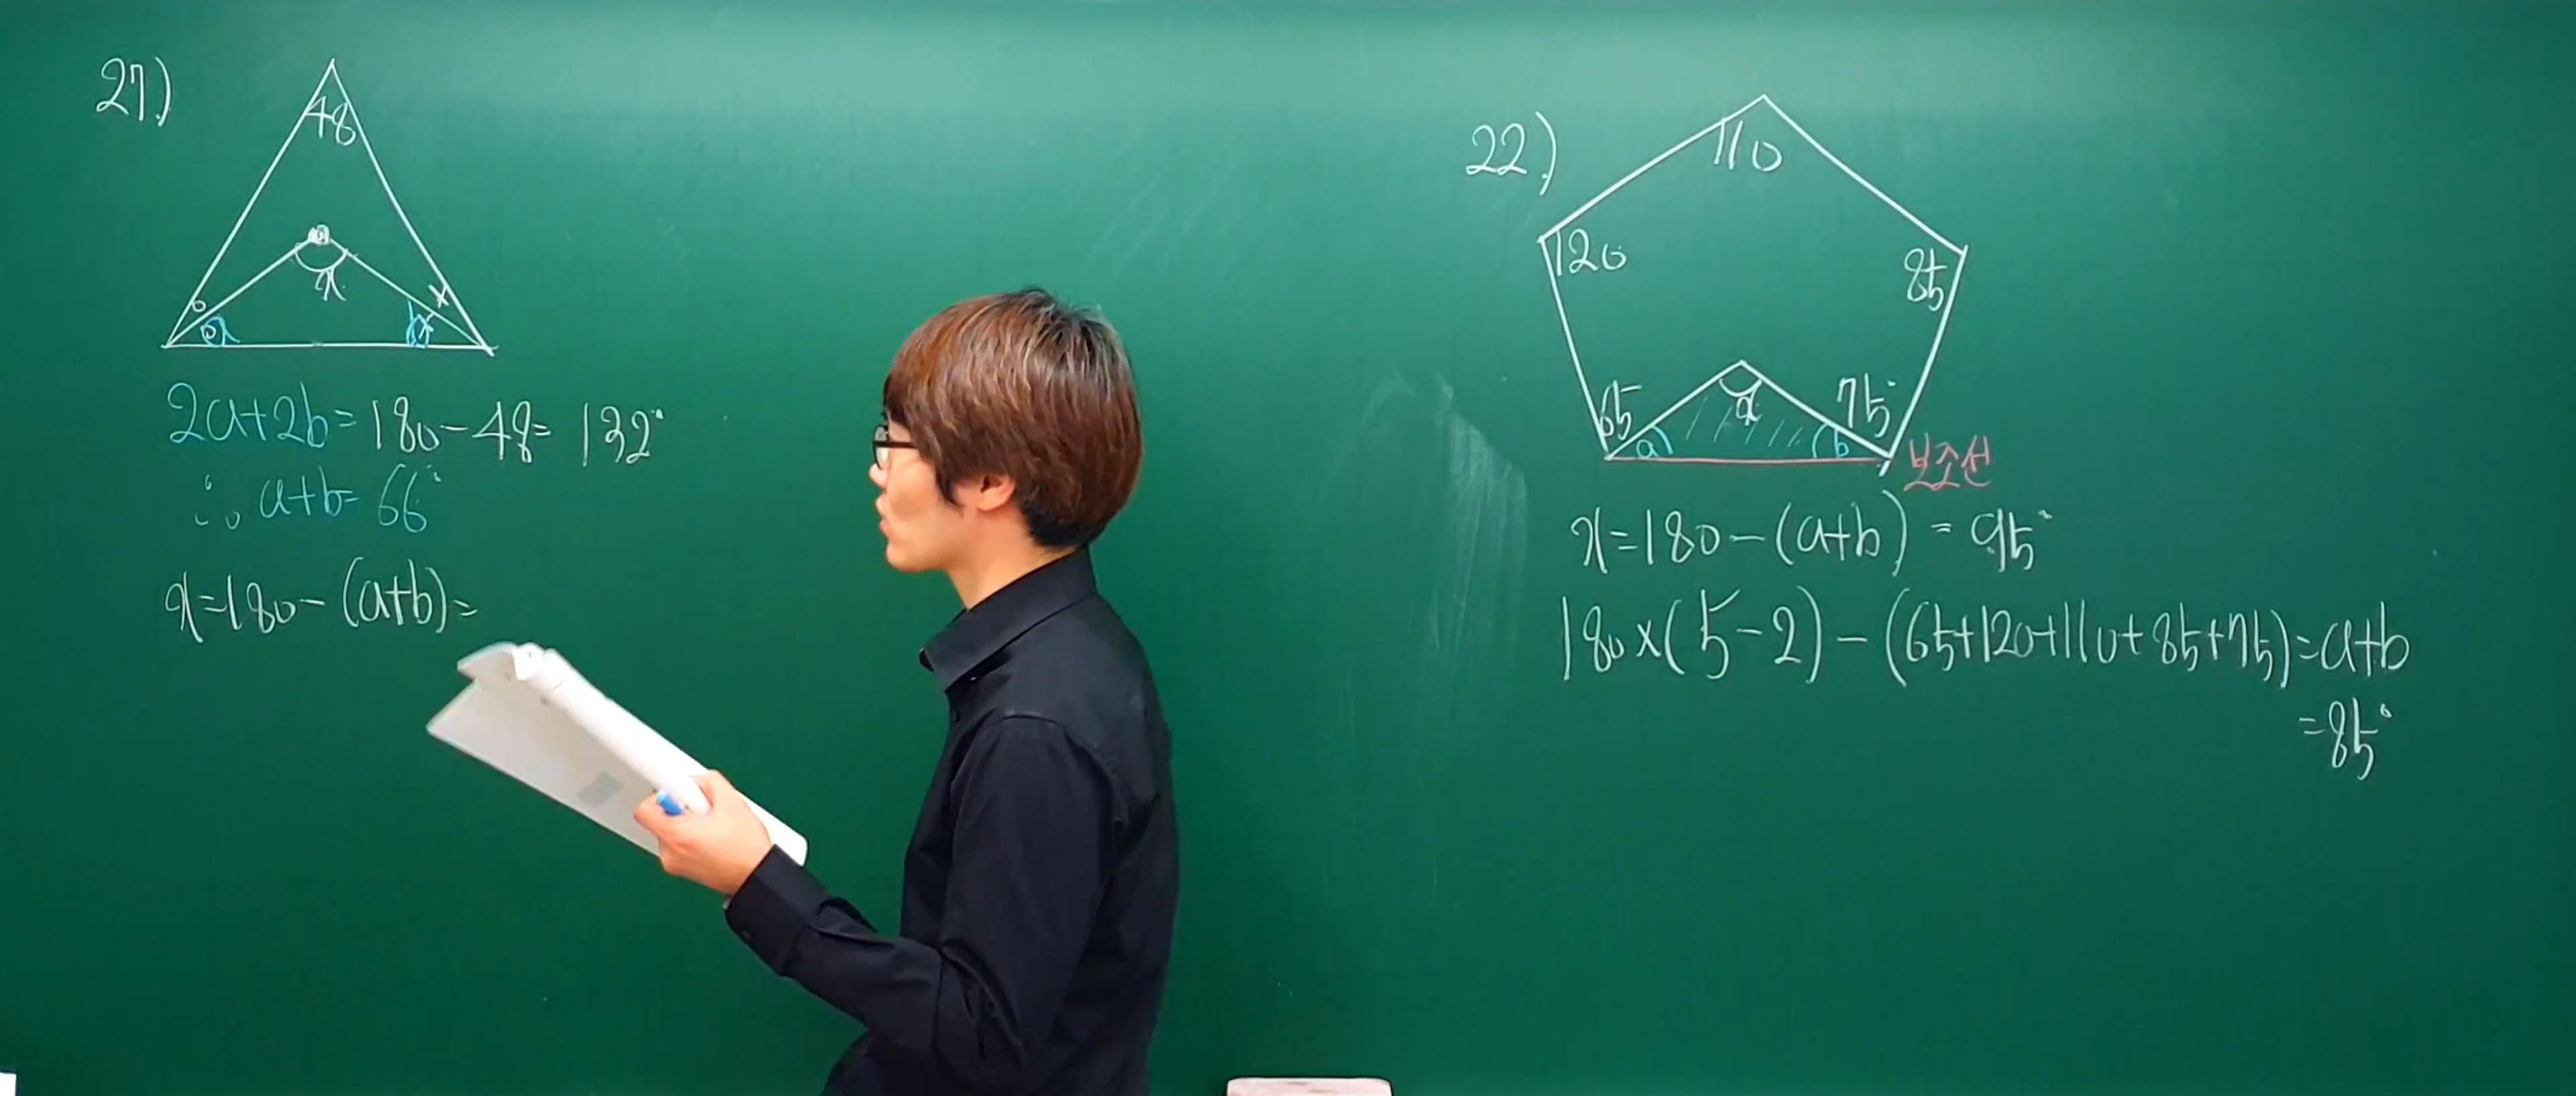 27)
48
x
o
o a
x
b x
2a+2b=180-48=132°
∴ a+b=66°
x=180-(a+b)=
22)
110
120
85
65
75°
x
a
b
보조선
x=180-(a+b)=95°
180×(5-2)-(65+120+110+85+75)=a+b
=85°